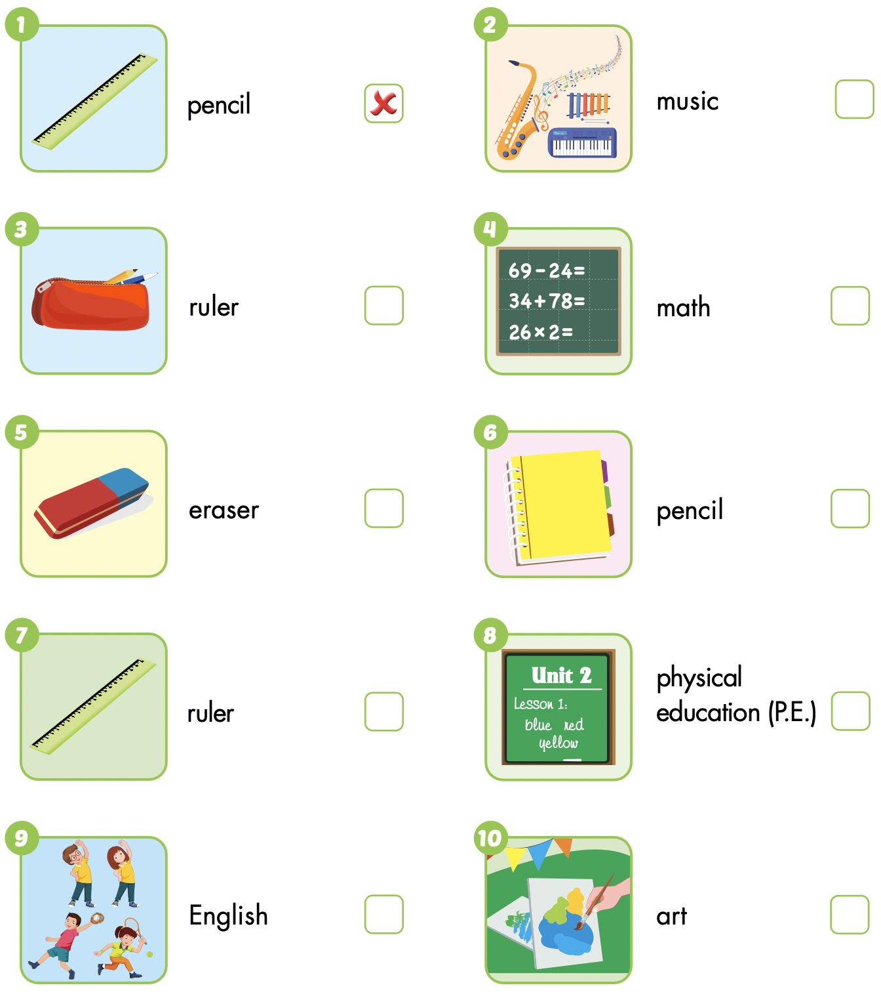 1
pencil
2
music
3
ruler
4
69-24=
34+78=
26×2=
math
5
eraser
6
pencil
7
ruler
8
Unit 2
Lesson 1:
blue red
yellow
physical
education (P.E.)
9
English
10
art